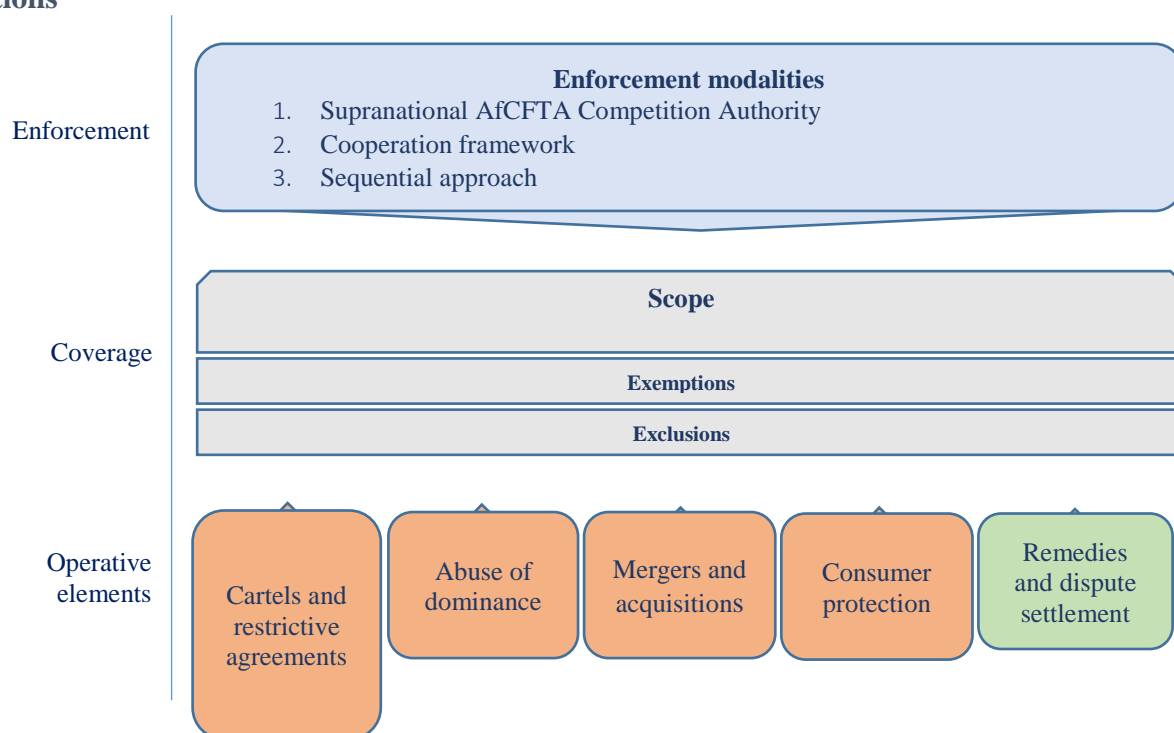 Enforcement
Enforcement modalities
1. Supranational AfCFTA Competition Authority
2. Cooperation framework
3. Sequential approach
Coverage
Scope
Exemptions
Exclusions
Operative
elements
Cartels and
restrictive
agreements
Abuse of
dominance
Mergers and
acquisitions
Consumer
protection
Remedies
and dispute
settlement